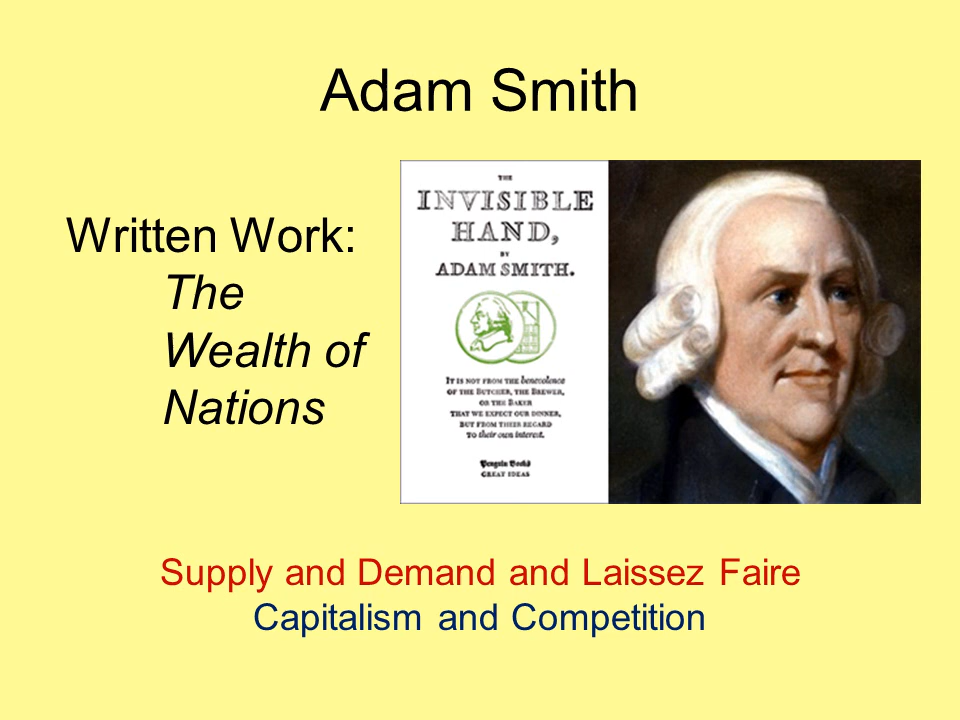 Adam Smith
Written Work:
The
Wealth of
Nations
THE
INVISIBLE
HAND,
BY
ADAM SMITH.
IT IS NOT FROM THE benevolence
OF THE BUTCHER, THE BREWER,
OR THE BAKER
THAT WE EXPECT OUR DINNER,
BUT FROM THEIR REGARD
TO their own interest.
Penguin Books
GREAT IDEAS
Supply and Demand and Laissez Faire
Capitalism and Competition